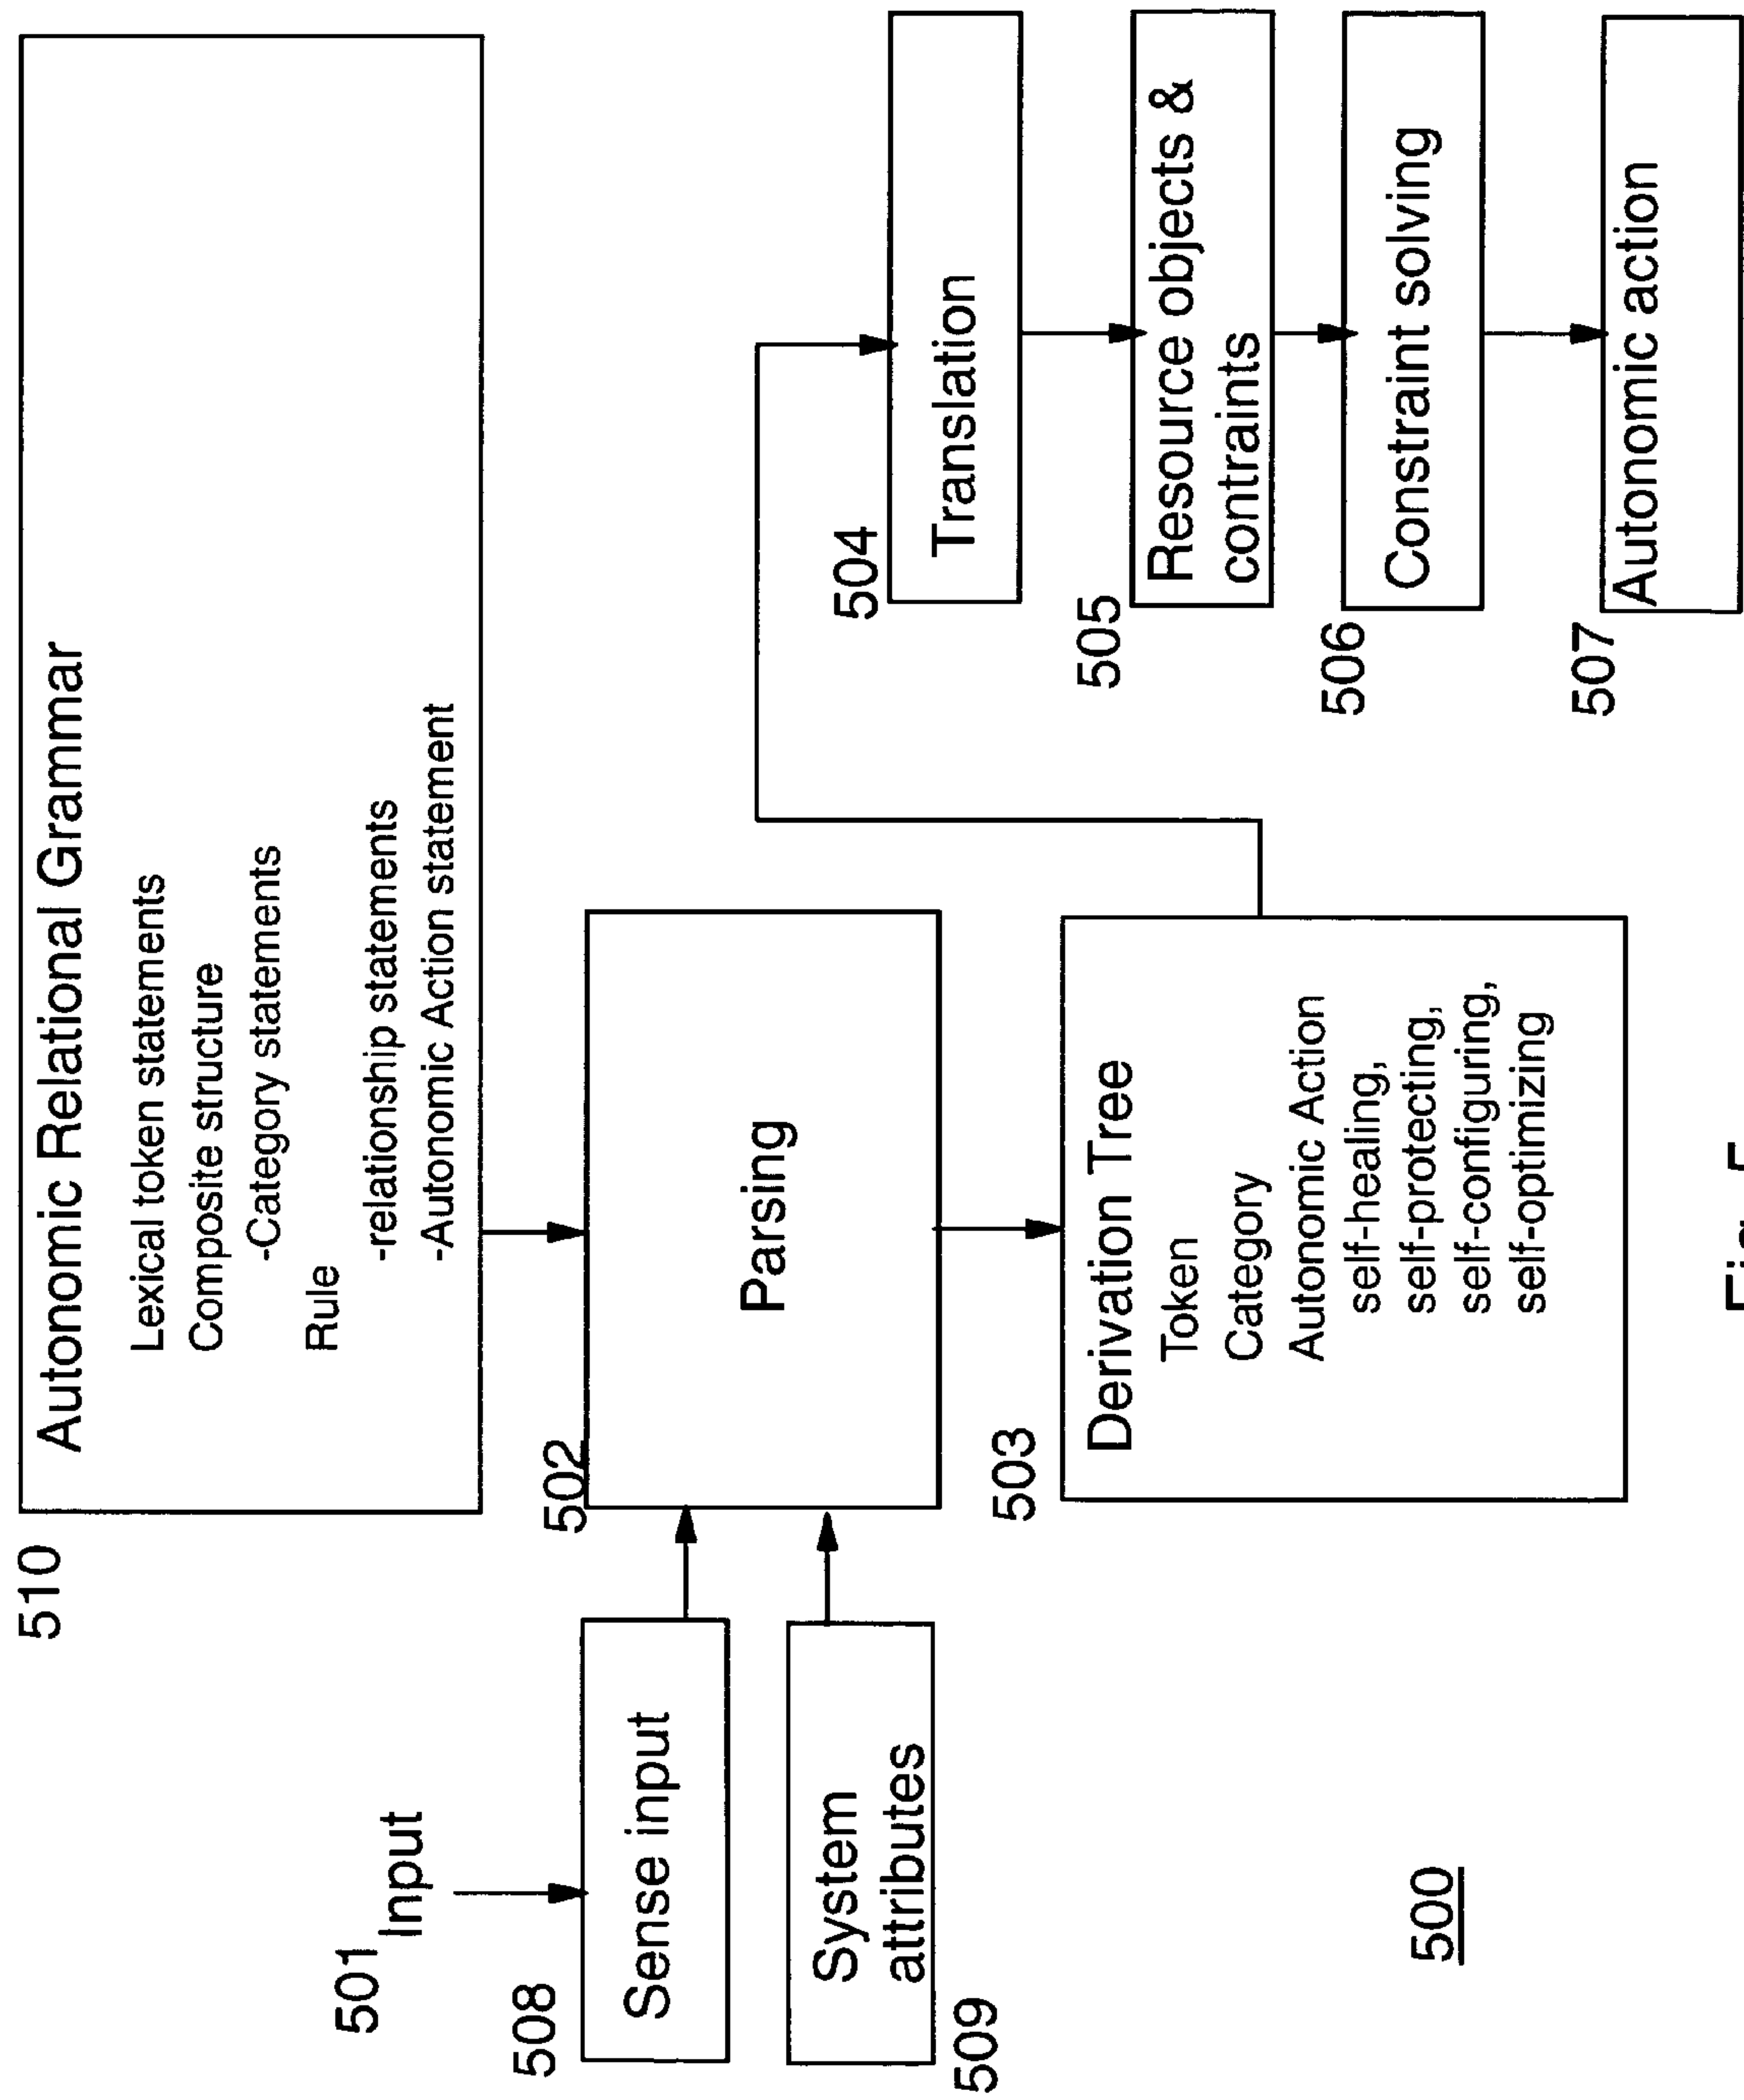 510
Autonomic Relational Grammar
Lexical token statements
Composite structure
-Category statements
Rule
-relationship statements
-Autonomic Action statement
501
Input
508
Sense input
System
attributes
509
502
Parsing
503
Derivation Tree
Token
Category
Autonomic Action
self-healing,
self-protecting,
self-configuring,
self-optimizing
504
Translation
505
Resource objects &
contraints
506
Constraint solving
507
Autonomic action
500